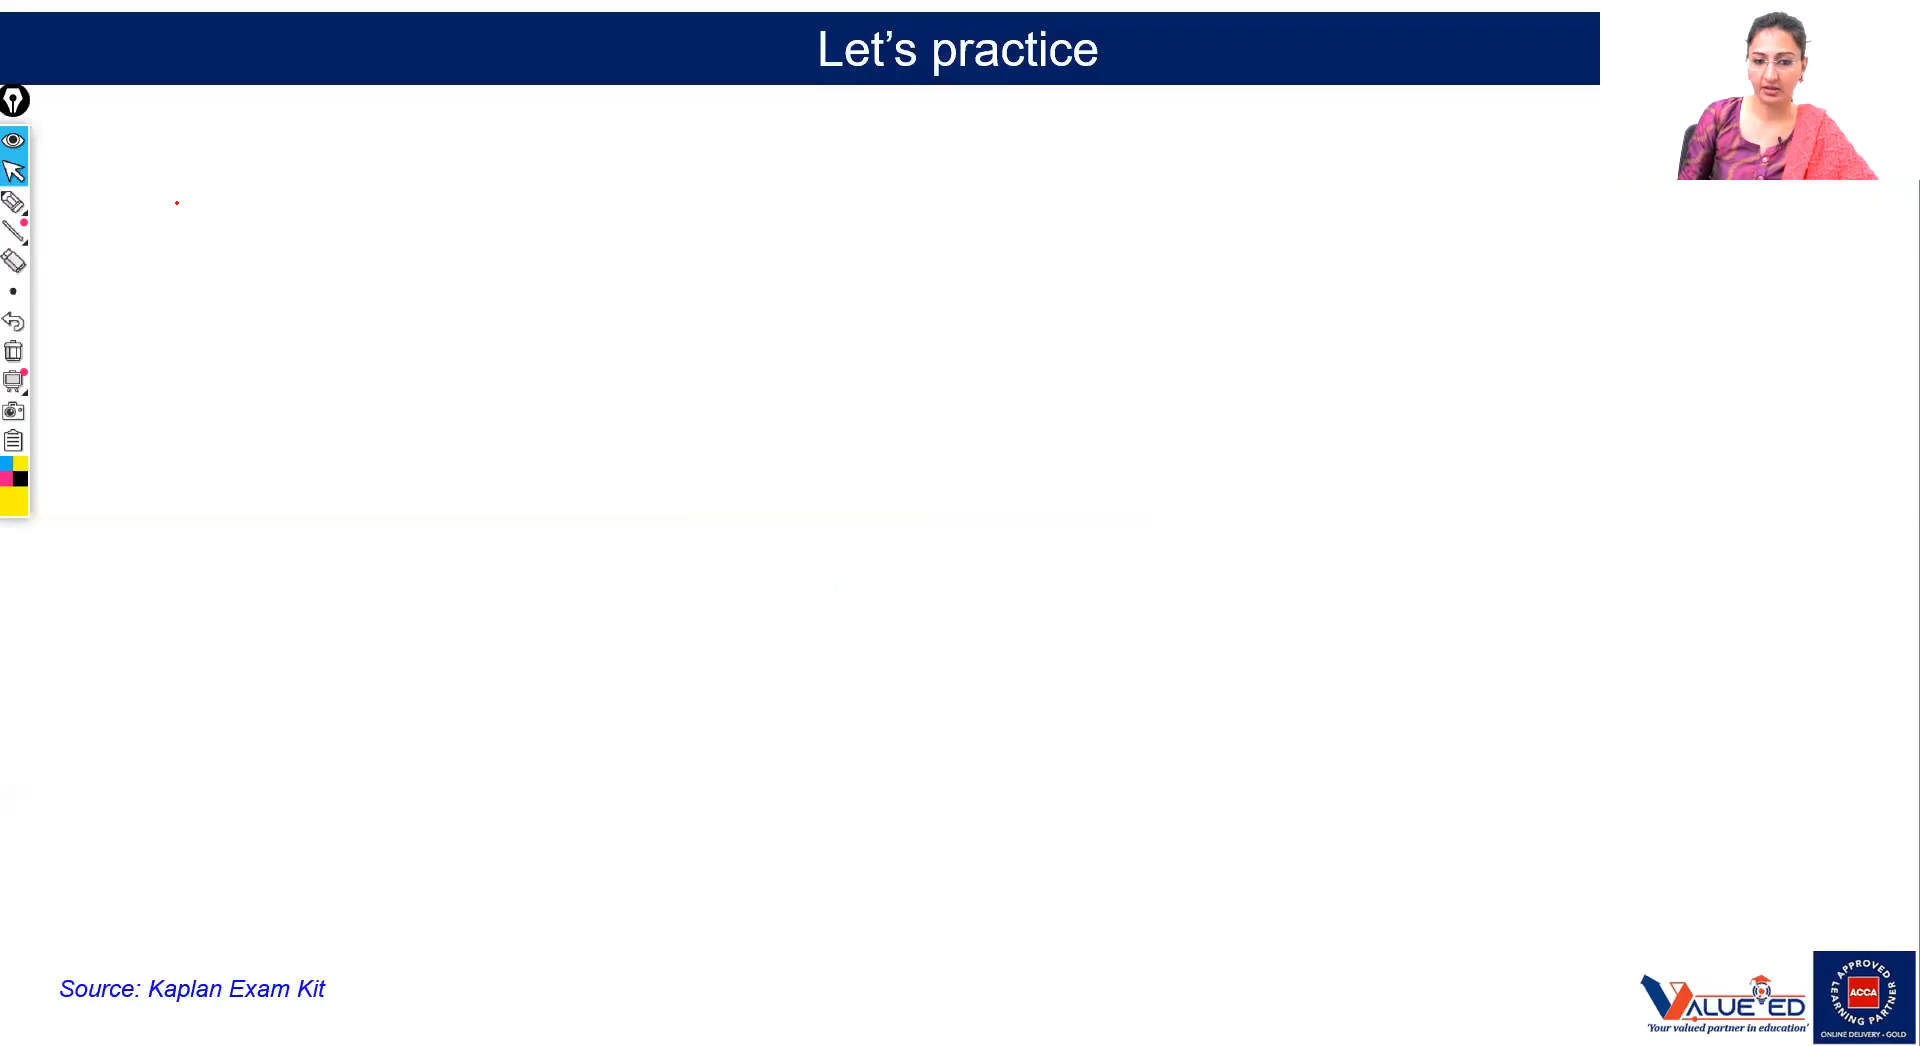 Let’s practice
Source: Kaplan Exam Kit
VALUE ED
'Your valued partner in education'
APPROVED
LEARNING PARTNER
ACCA
ONLINE DELIVERY - GOLD